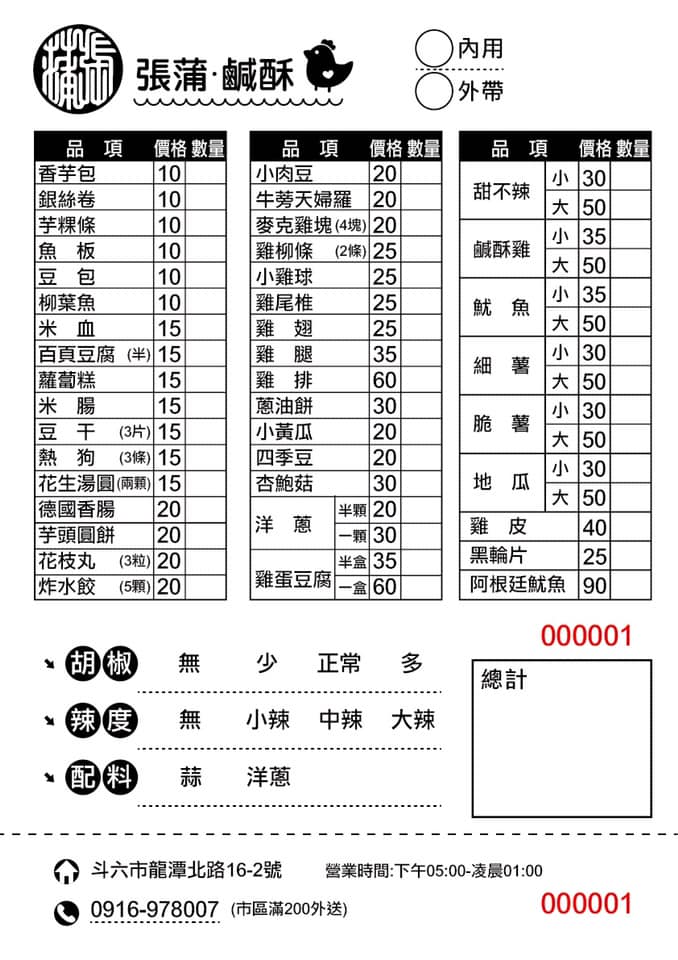 張蒲
張蒲·鹹酥
內用
外帶
品 項 價格 數量
香芋包 10
銀絲卷 10
芋粿條 10
魚 板 10
豆 包 10
柳葉魚 10
米 血 15
百頁豆腐 (半) 15
蘿蔔糕 15
米 腸 15
豆 干 (3片) 15
熱 狗 (3條) 15
花生湯圓(兩顆) 15
德國香腸 20
芋頭圓餅 20
花枝丸 (3粒) 20
炸水餃 (5顆) 20
品 項 價格 數量
小肉豆 20
牛蒡天婦羅 20
麥克雞塊(4塊) 20
雞柳條 (2條) 25
小雞球 25
雞尾椎 25
雞 翅 25
雞 腿 35
雞 排 60
蔥油餅 30
小黃瓜 20
四季豆 20
杏鮑菇 30
洋 蔥 半顆 20
一顆 30
雞蛋豆腐 半盒 35
一盒 60
品 項 價格 數量
甜不辣 小 30
大 50
鹹酥雞 小 35
大 50
魷 魚 小 35
大 50
細 薯 小 30
大 50
脆 薯 小 30
大 50
地 瓜 小 30
大 50
雞 皮 40
黑輪片 25
阿根廷魷魚 90
000001
胡椒 無 少 正常 多
辣度 無 小辣 中辣 大辣
配料 蒜 洋蔥
總計
斗六市龍潭北路16-2號 營業時間:下午05:00-凌晨01:00
0916-978007 (市區滿200外送)
000001